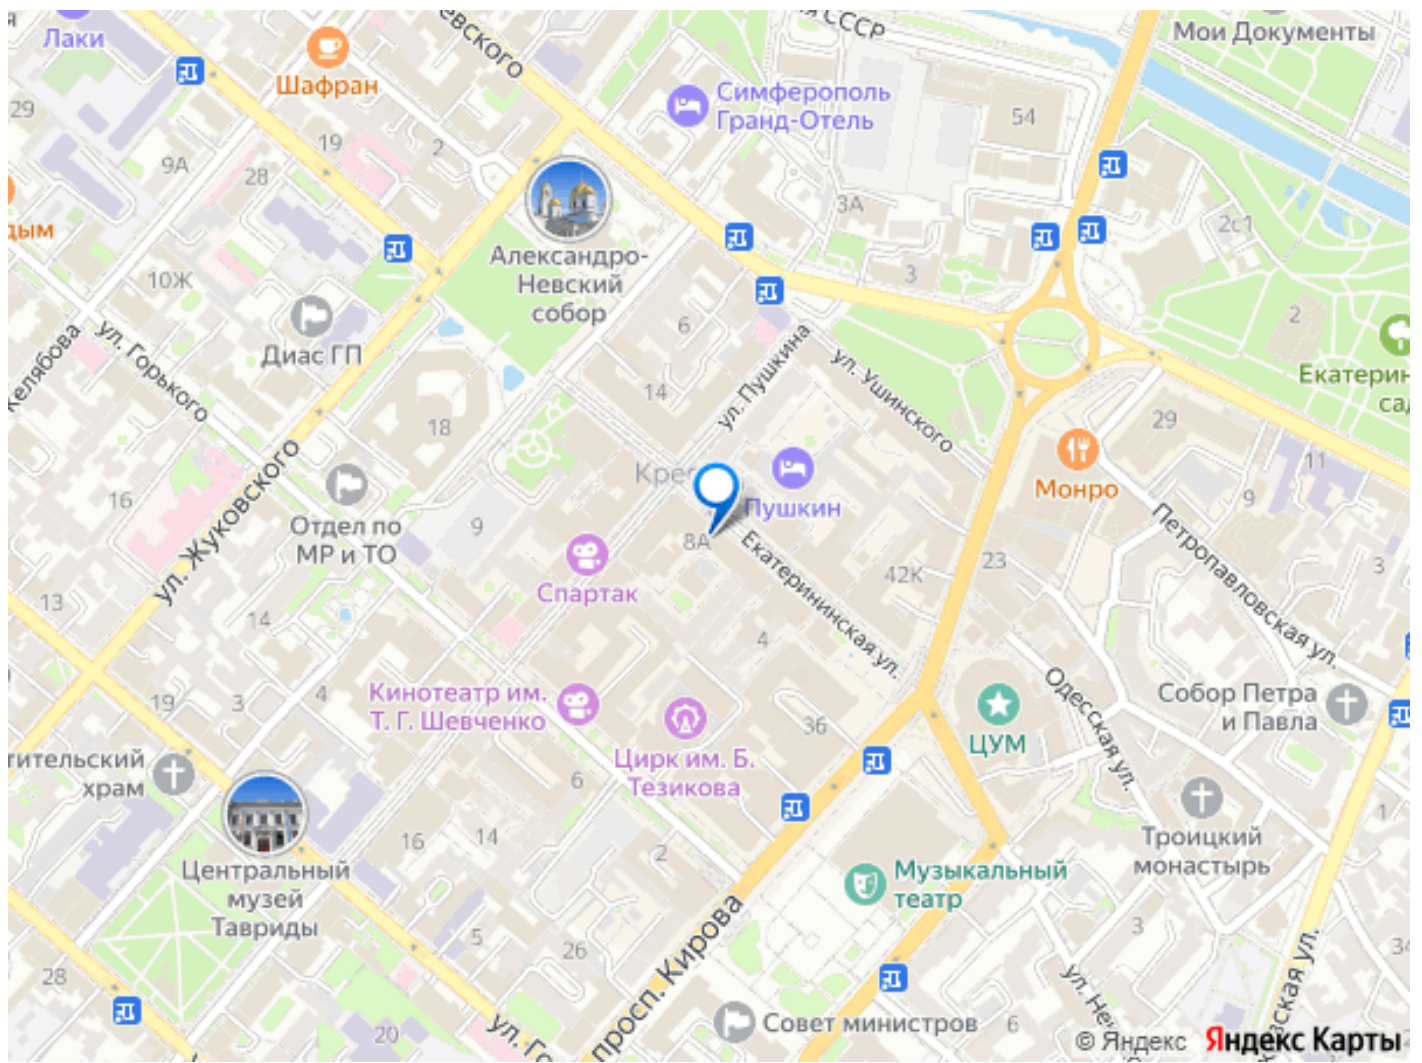 Лаки
Шафран
Мои Документы
СССР
Симферополь
Гранд-Отель
54
29
19
2
9А
28
3А
2с1
Александро-
Невский
собор
10Ж
3
6
2
Диас ГП
ул. Горького
ул. Пушкина
ул. Ушинского
14
18
29
11
16
ул. Жуковского
Пушкин
Монро
9
Отдел по
МР и ТО
9
8А
Екатерининская ул.
42К
23
Петропавловская ул.
3
Спартак
13
14
4
19
3
4
Кинотеатр им.
Т. Г. Шевченко
36
Одесская ул.
Собор Петра
и Павла
ЦУМ
Цирк им. Б.
Тезикова
храм
6
1
Троицкий
монастырь
16
14
2
Центральный
музей
Тавриды
Музыкальный
театр
просп. Кирова
5
26
3
28
20
Совет министров
6
© Яндекс
Яндекс Карты